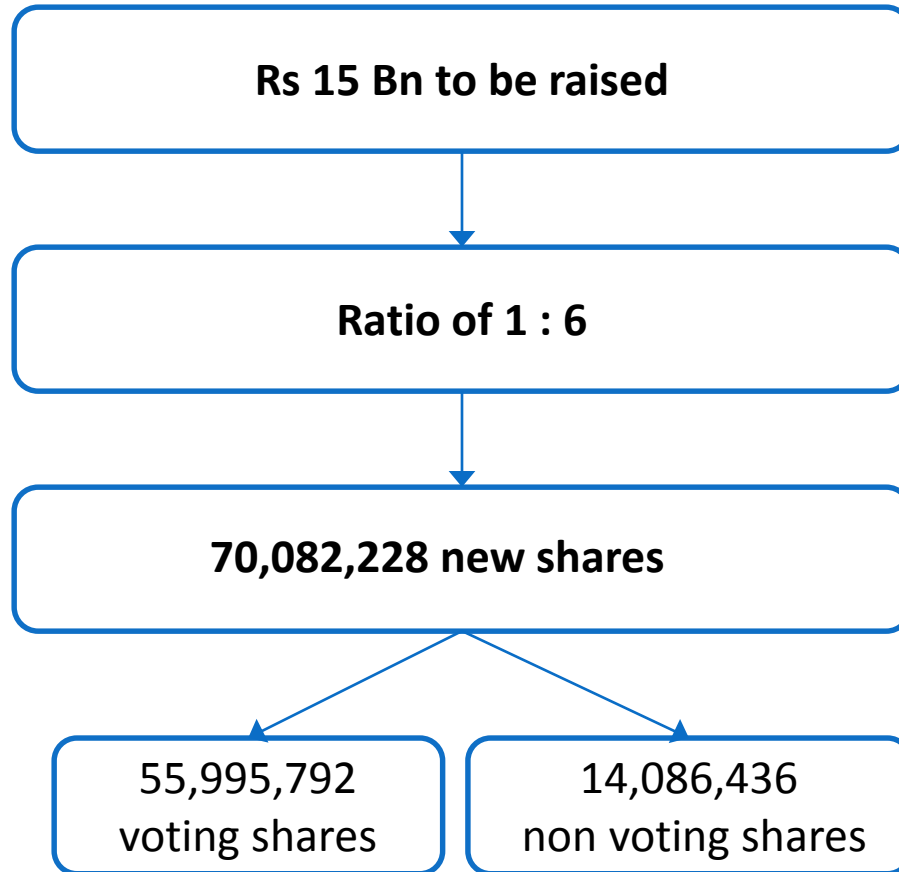 Rs 15 Bn to be raised
Ratio of 1 : 6
70,082,228 new shares
55,995,792
voting shares
14,086,436
non voting shares